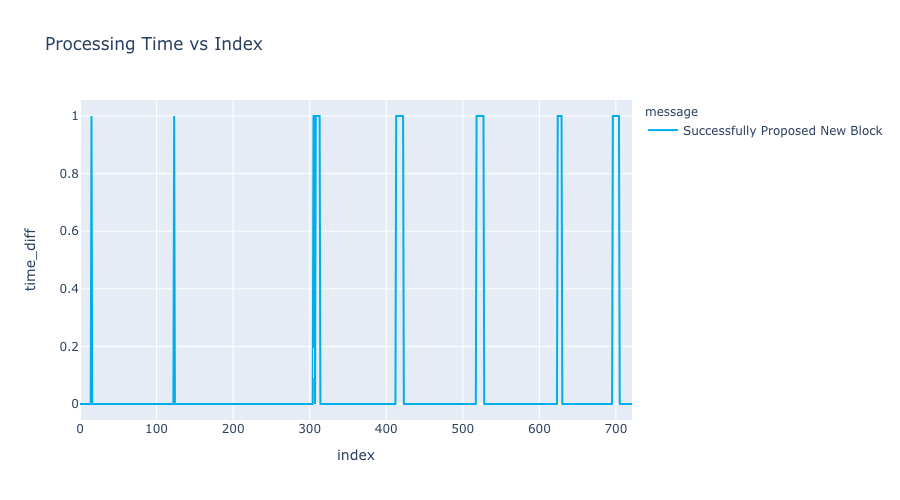 Processing Time vs Index
message
Successfully Proposed New Block
1
0.8
0.6
0.4
0.2
0
time_diff
0 100 200 300 400 500 600 700
index